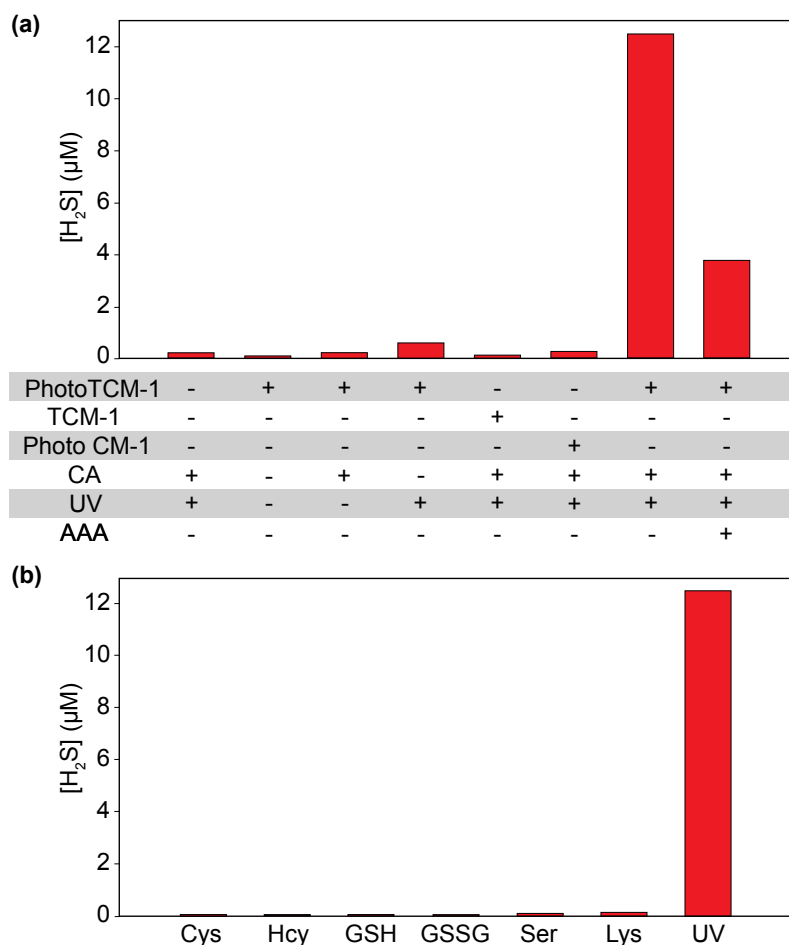 (a)
[H₂S] (µM)
12
10
8
6
4
2
0
PhotoTCM-1 - + + + - - + +
TCM-1 - - - - + - - -
Photo CM-1 - - - - - + - -
CA + - + - + + + +
UV + - - + + + + +
AAA - - - - - - - +
(b)
[H₂S] (µM)
12
10
8
6
4
2
0
Cys Hcy GSH GSSG Ser Lys UV